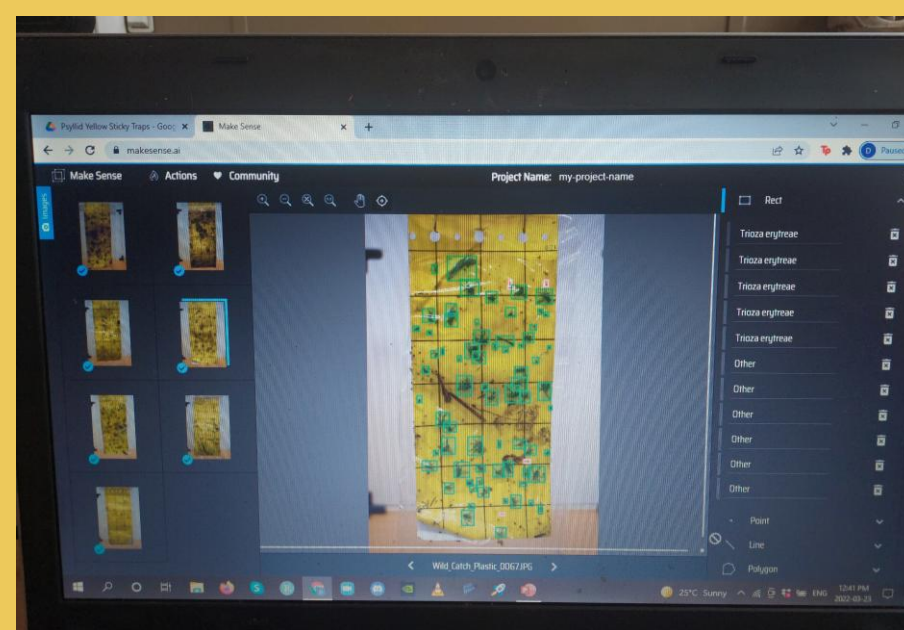 Psyllid Yellow Sticky Traps - Goog
Make Sense
makesense.ai
Paused
Make Sense
Actions
Community
Project Name: my-project-name
Images
Rect
Trioza erytreae
Trioza erytreae
Trioza erytreae
Trioza erytreae
Trioza erytreae
Other
Other
Other
Other
Other
Other
Point
Line
Polygon
Wild_Catch_Plastic_0067.JPG
25°C Sunny
ENG
12:41 PM
2022-03-23